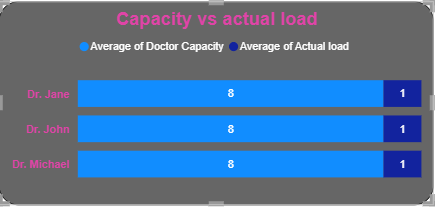 Capacity vs actual load
Average of Doctor Capacity Average of Actual load
Dr. Jane 8 1
Dr. John 8 1
Dr. Michael 8 1